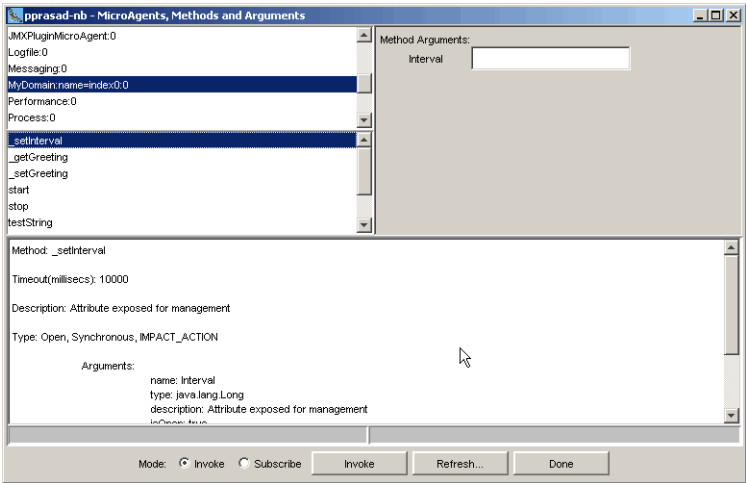 pprasad-nb - MicroAgents, Methods and Arguments
JMXPluginMicroAgent:0
Logfile:0
Messaging:0
MyDomain:name=index0:0
Performance:0
Process:0
Method Arguments:
Interval
_setInterval
_getGreeting
_setGreeting
start
stop
testString
Method: _setInterval
Timeout(millisecs): 10000
Description: Attribute exposed for management
Type: Open, Synchronous, IMPACT_ACTION
Arguments:
name: Interval
type: java.lang.Long
description: Attribute exposed for management
isOpen: true
Mode: Invoke Subscribe Invoke Refresh... Done